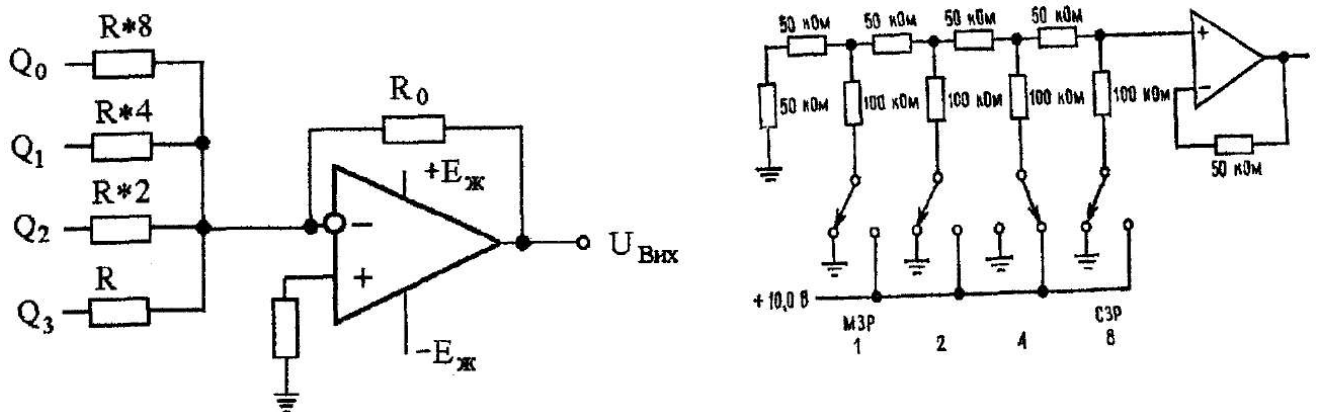 R*8
Q0
R*4
Q1
R*2
Q2
R
Q3
R0
+Eж
−
+
−Eж
UВих
50 кОм 50 кОм 50 кОм 50 кОм
50 кОм 100 кОм 100 кОм 100 кОм 100 кОм
+
−
50 кОм
+ 10,0 В
МЗР СЗР
1 2 4 8